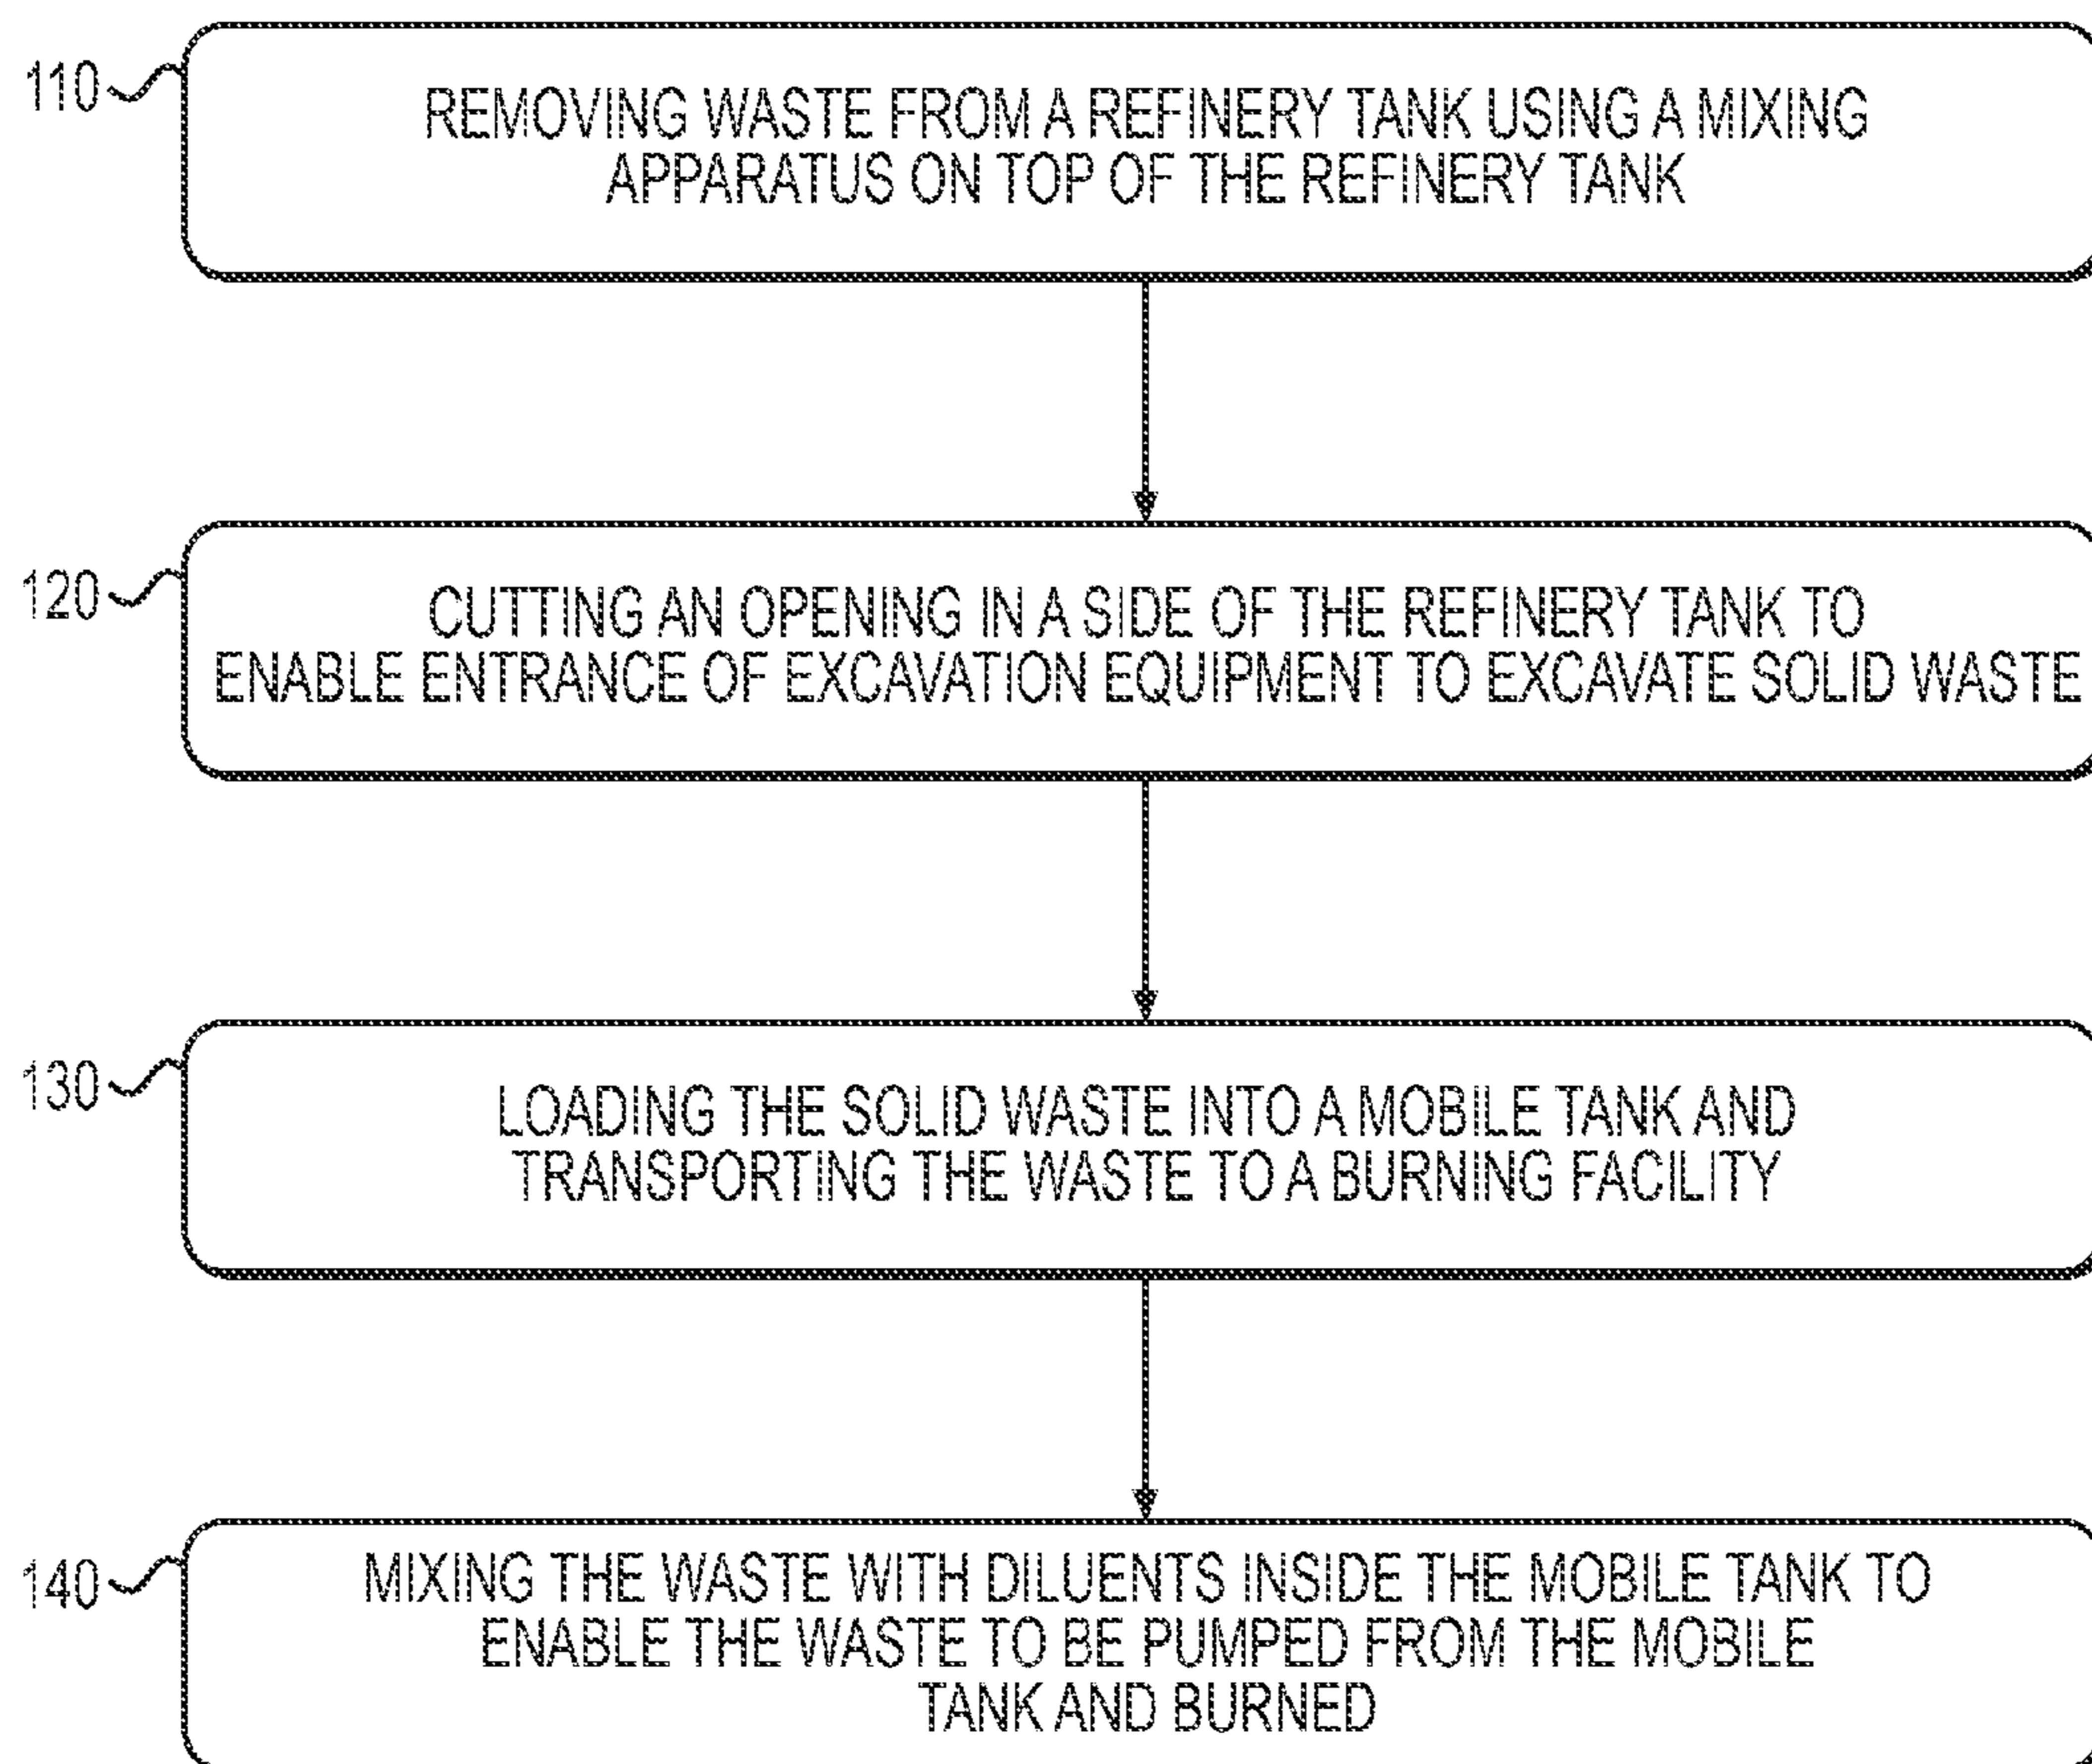 110
REMOVING WASTE FROM A REFINERY TANK USING A MIXING
APPARATUS ON TOP OF THE REFINERY TANK
120
CUTTING AN OPENING IN A SIDE OF THE REFINERY TANK TO
ENABLE ENTRANCE OF EXCAVATION EQUIPMENT TO EXCAVATE SOLID WASTE
130
LOADING THE SOLID WASTE INTO A MOBILE TANK AND
TRANSPORTING THE WASTE TO A BURNING FACILITY
140
MIXING THE WASTE WITH DILUENTS INSIDE THE MOBILE TANK TO
ENABLE THE WASTE TO BE PUMPED FROM THE MOBILE
TANK AND BURNED